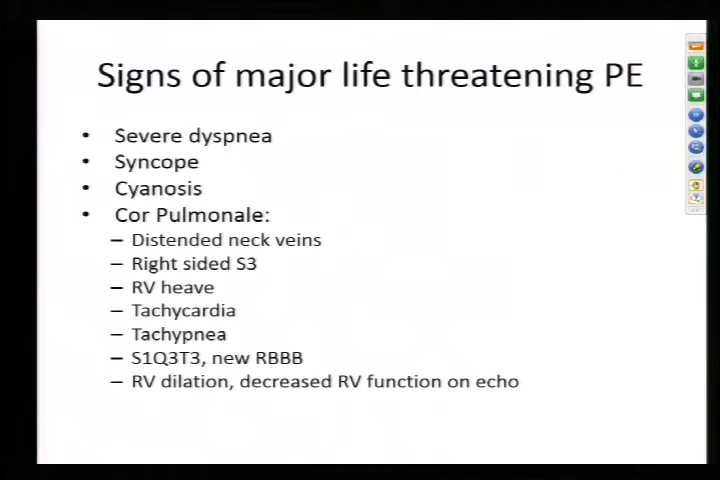 Signs of major life threatening PE
• Severe dyspnea
• Syncope
• Cyanosis
• Cor Pulmonale:
– Distended neck veins
– Right sided S3
– RV heave
– Tachycardia
– Tachypnea
– S1Q3T3, new RBBB
– RV dilation, decreased RV function on echo